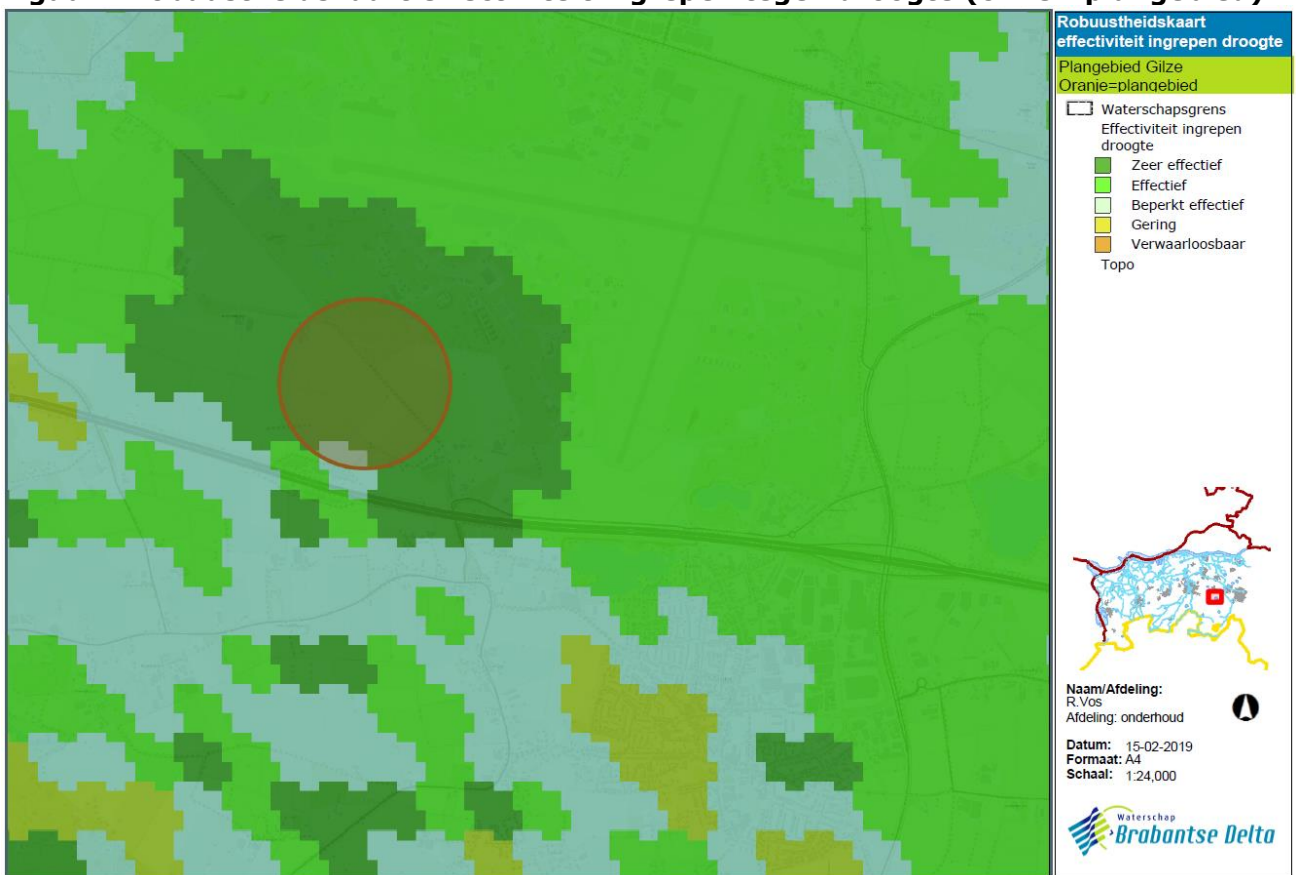 Robuustheidskaart
effectiviteit ingrepen droogte
Plangebied Gilze
Oranje=plangebied
Waterschapsgrens
Effectiviteit ingrepen
droogte
Zeer effectief
Effectief
Beperkt effectief
Gering
Verwaarloosbaar
Topo
Naam/Afdeling:
R.Vos
Afdeling: onderhoud
Datum: 15-02-2019
Formaat: A4
Schaal: 1:24,000
Waterschap
Brabantse Delta